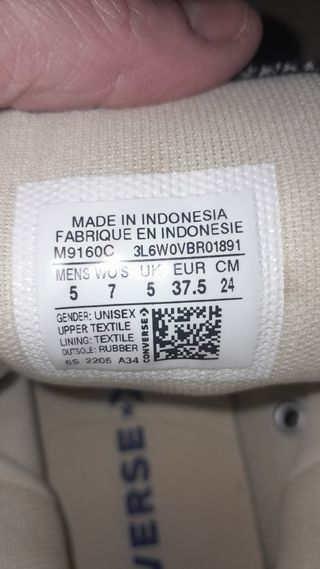 MADE IN INDONESIA
FABRIQUE EN INDONESIE
M9160C 3L6W0VBR01891
MENS WO'S UK EUR CM
5 7 5 37.5 24
GENDER: UNISEX
UPPER TEXTILE
LINING: TEXTILE
OUTSOLE: RUBBER
6S 2206 A34
CONVERSE
VERSE